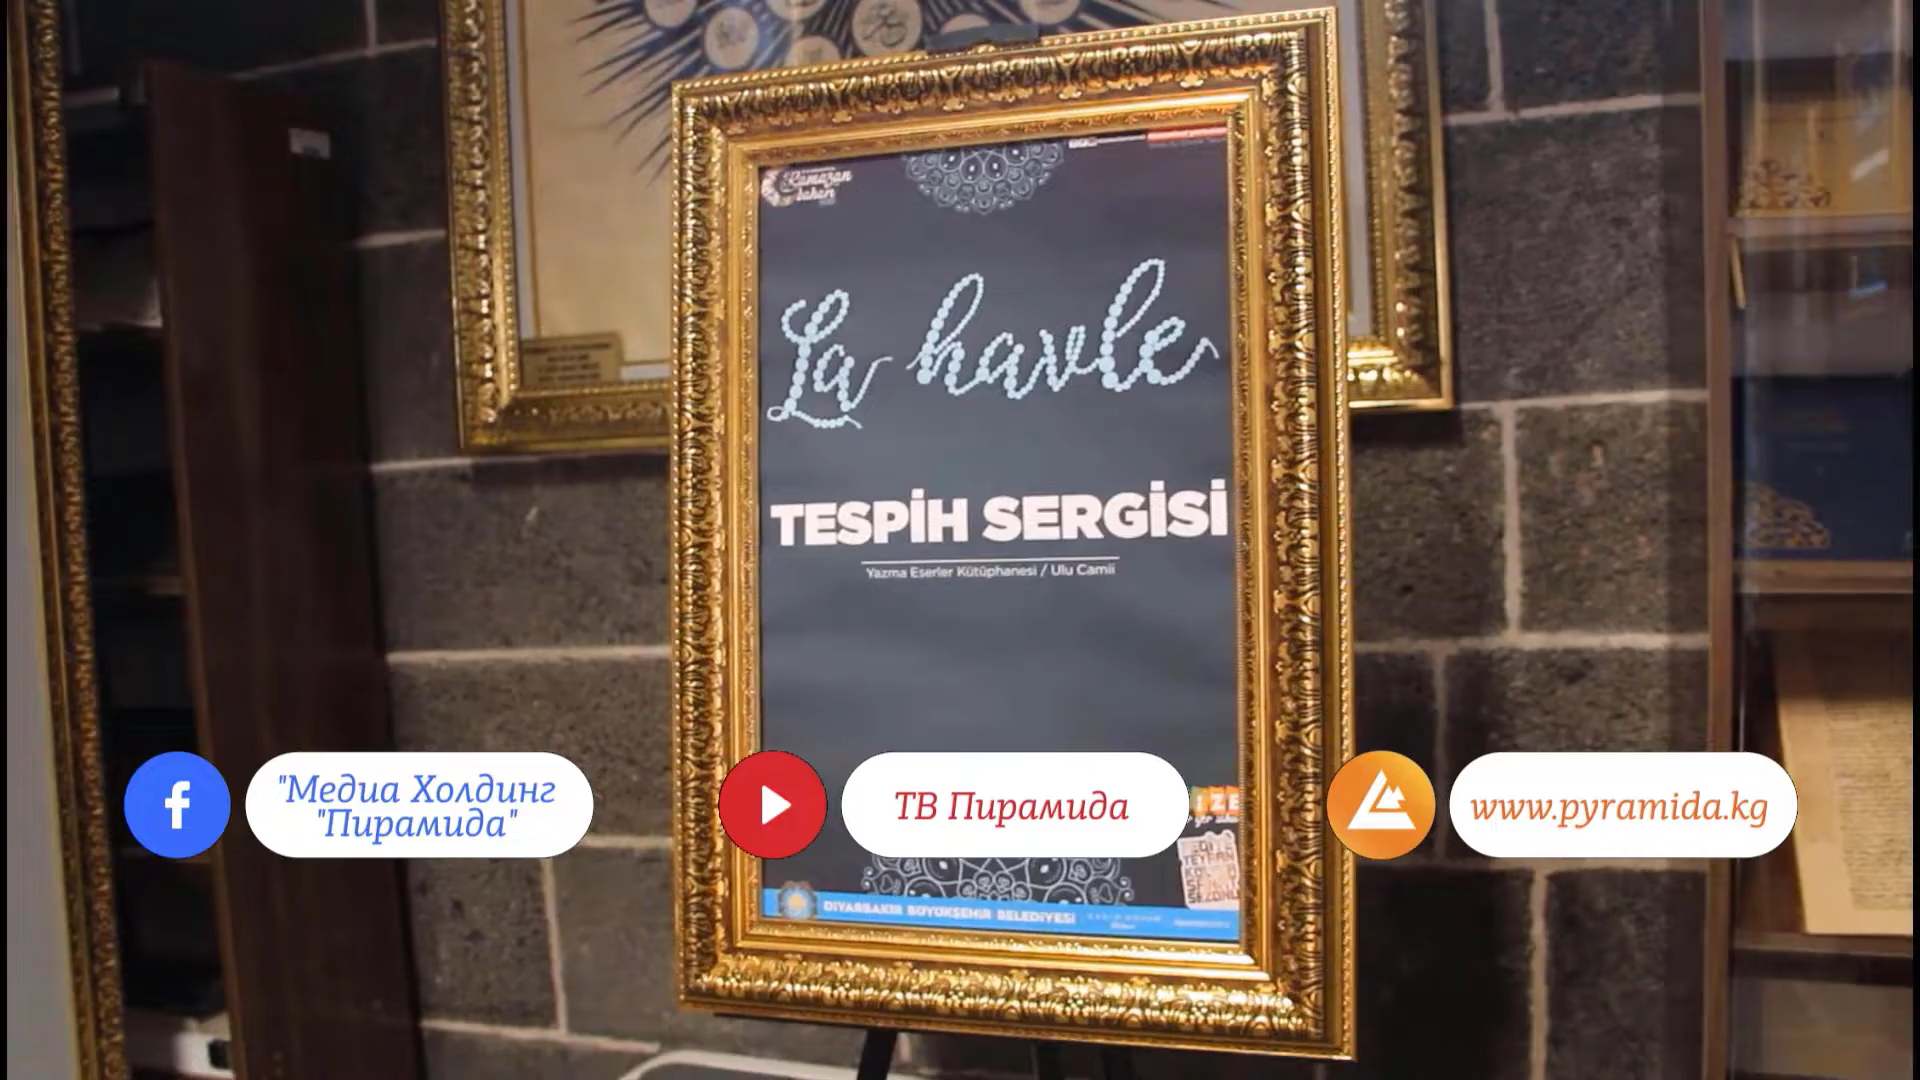 Ramazan
La havle
TESPİH SERGİSİ
Yazma Eserler Kütüphanesi / Ulu Camii
"Медиа Холдинг
"Пирамида"
ТВ Пирамида
www.pyramida.kg
DİYARBAKIR BÜYÜKŞEHİR BELEDİYESİ